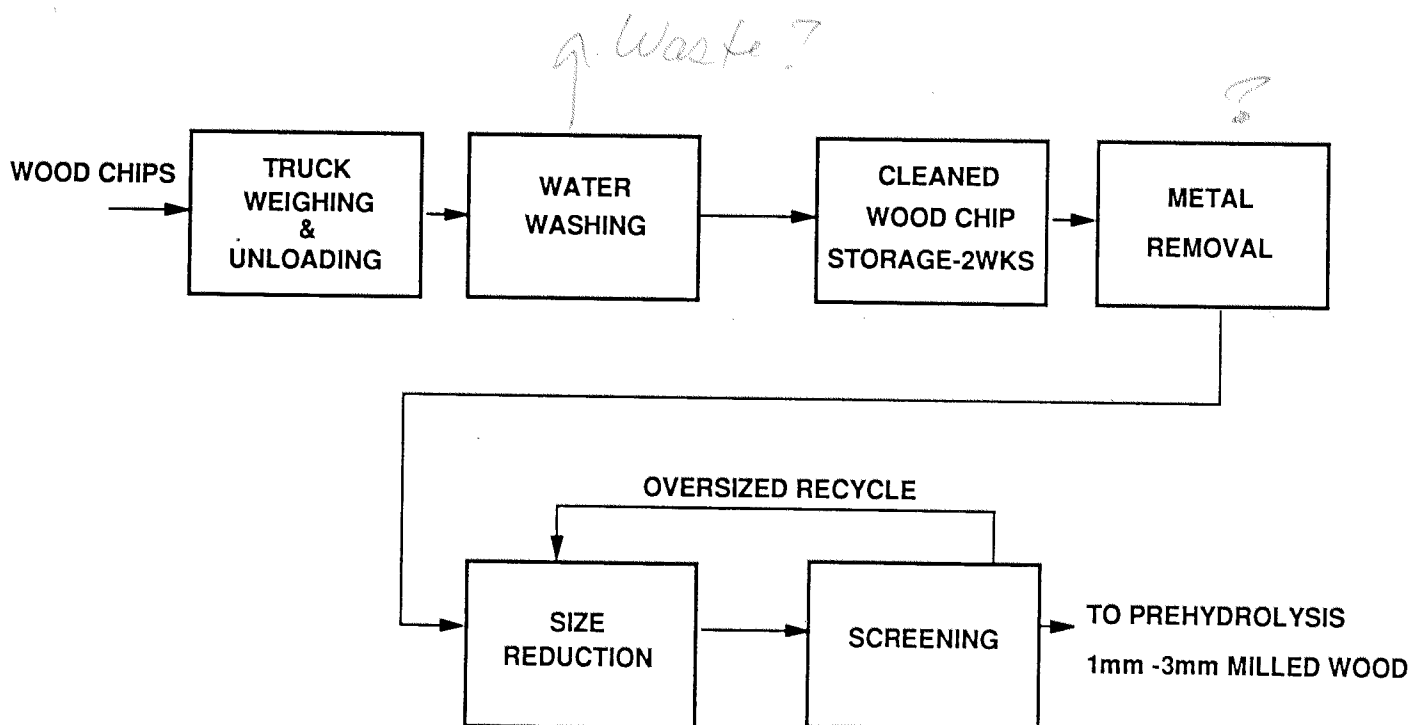 Waste?
?
WOOD CHIPS
TRUCK
WEIGHING
&
UNLOADING
WATER
WASHING
CLEANED
WOOD CHIP
STORAGE-2WKS
METAL
REMOVAL
OVERSIZED RECYCLE
SIZE
REDUCTION
SCREENING
TO PREHYDROLYSIS
1mm -3mm MILLED WOOD